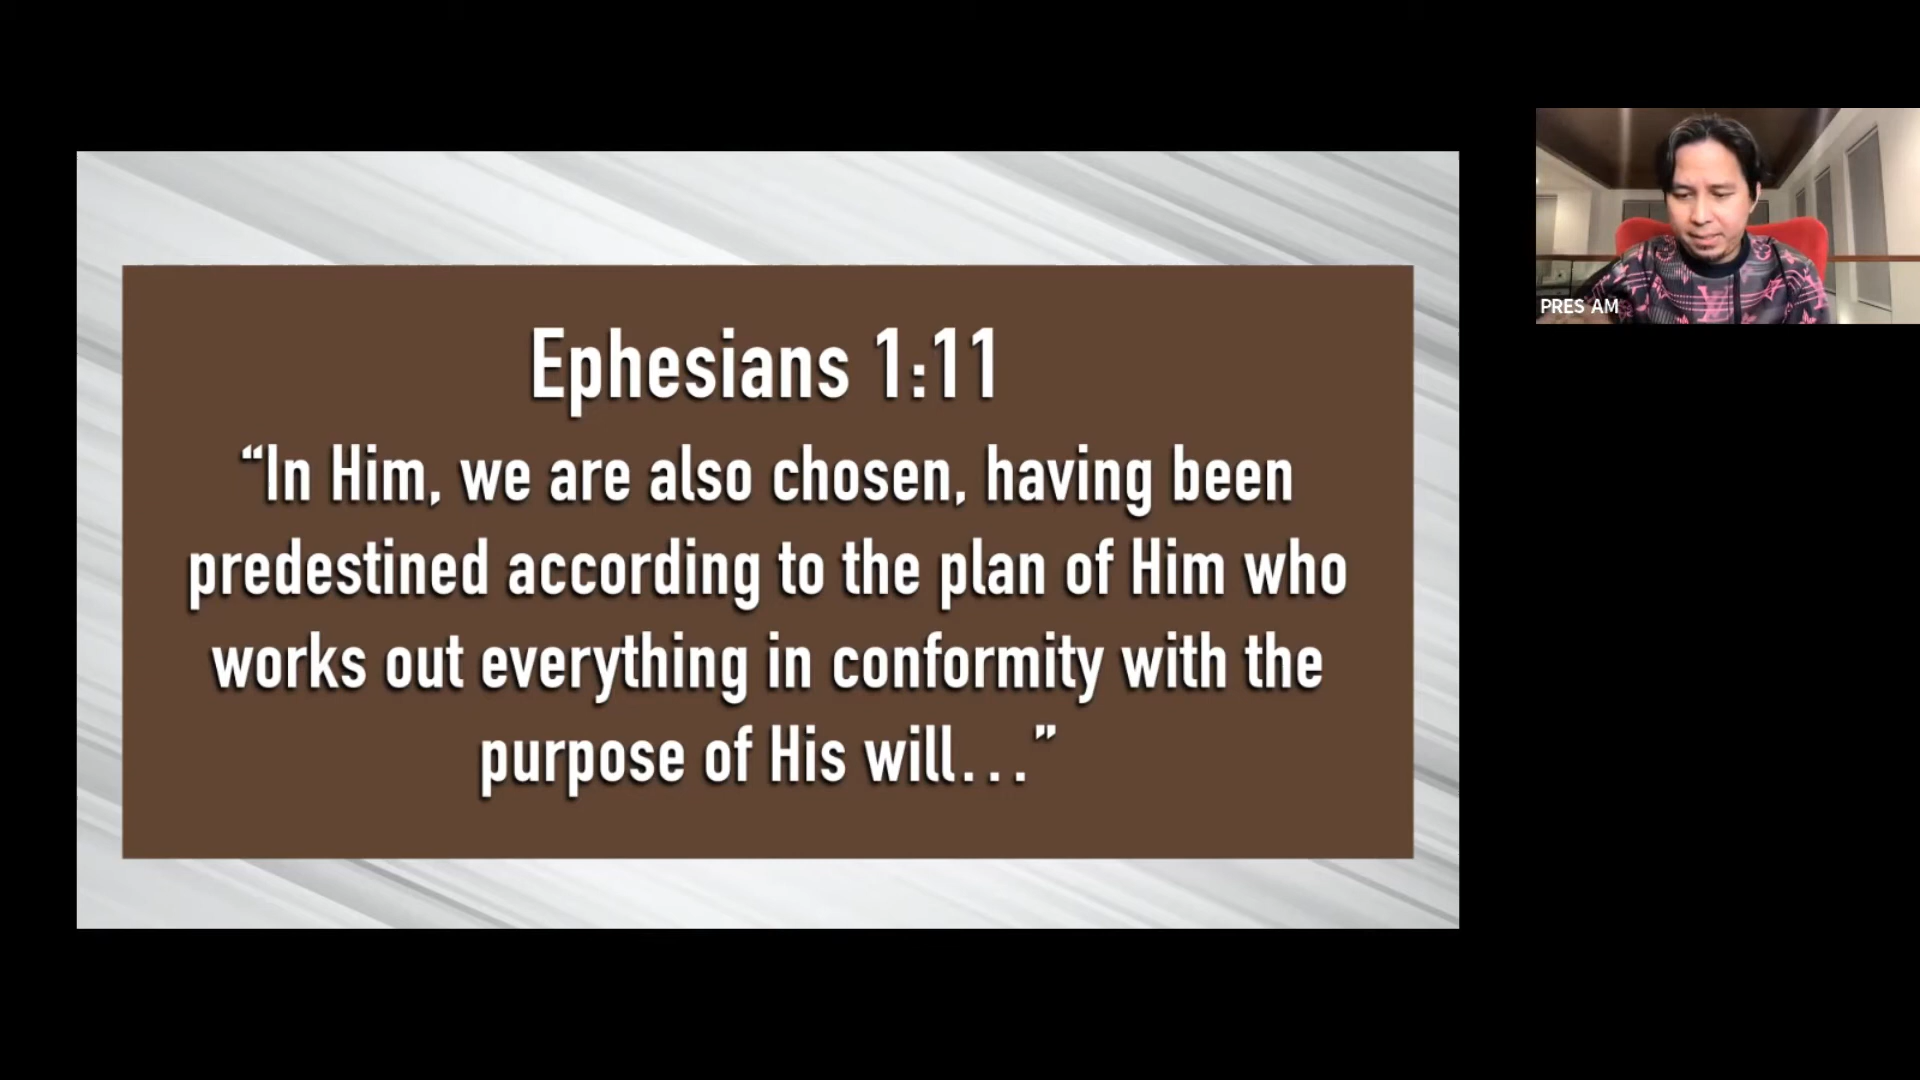 Ephesians 1:11
“In Him, we are also chosen, having been
predestined according to the plan of Him who
works out everything in conformity with the
purpose of His will...”
PRES AM